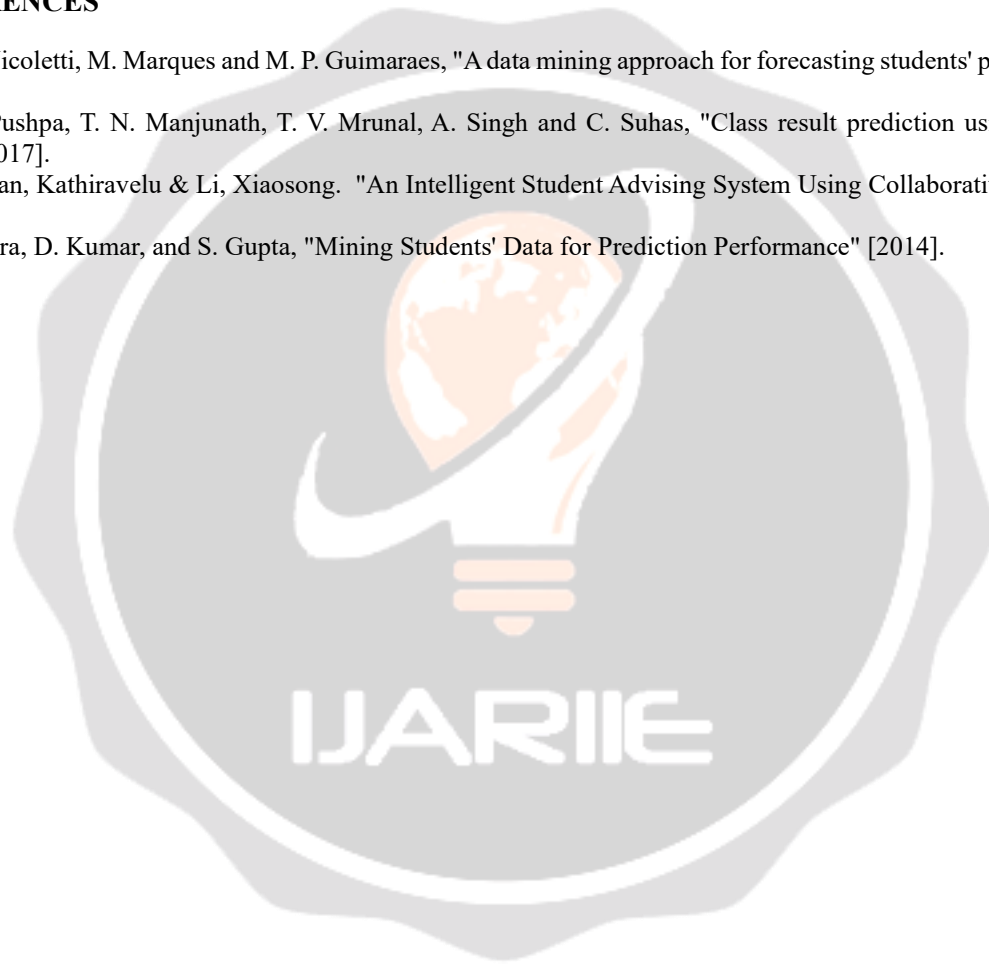 ENCES
icoletti, M. Marques and M. P. Guimaraes, "A data mining approach for forecasting students' p
ushpa, T. N. Manjunath, T. V. Mrunal, A. Singh and C. Suhas, "Class result prediction us
017].
an, Kathiravelu & Li, Xiaosong. "An Intelligent Student Advising System Using Collaborati
ra, D. Kumar, and S. Gupta, "Mining Students' Data for Prediction Performance" [2014].
IJARIIE